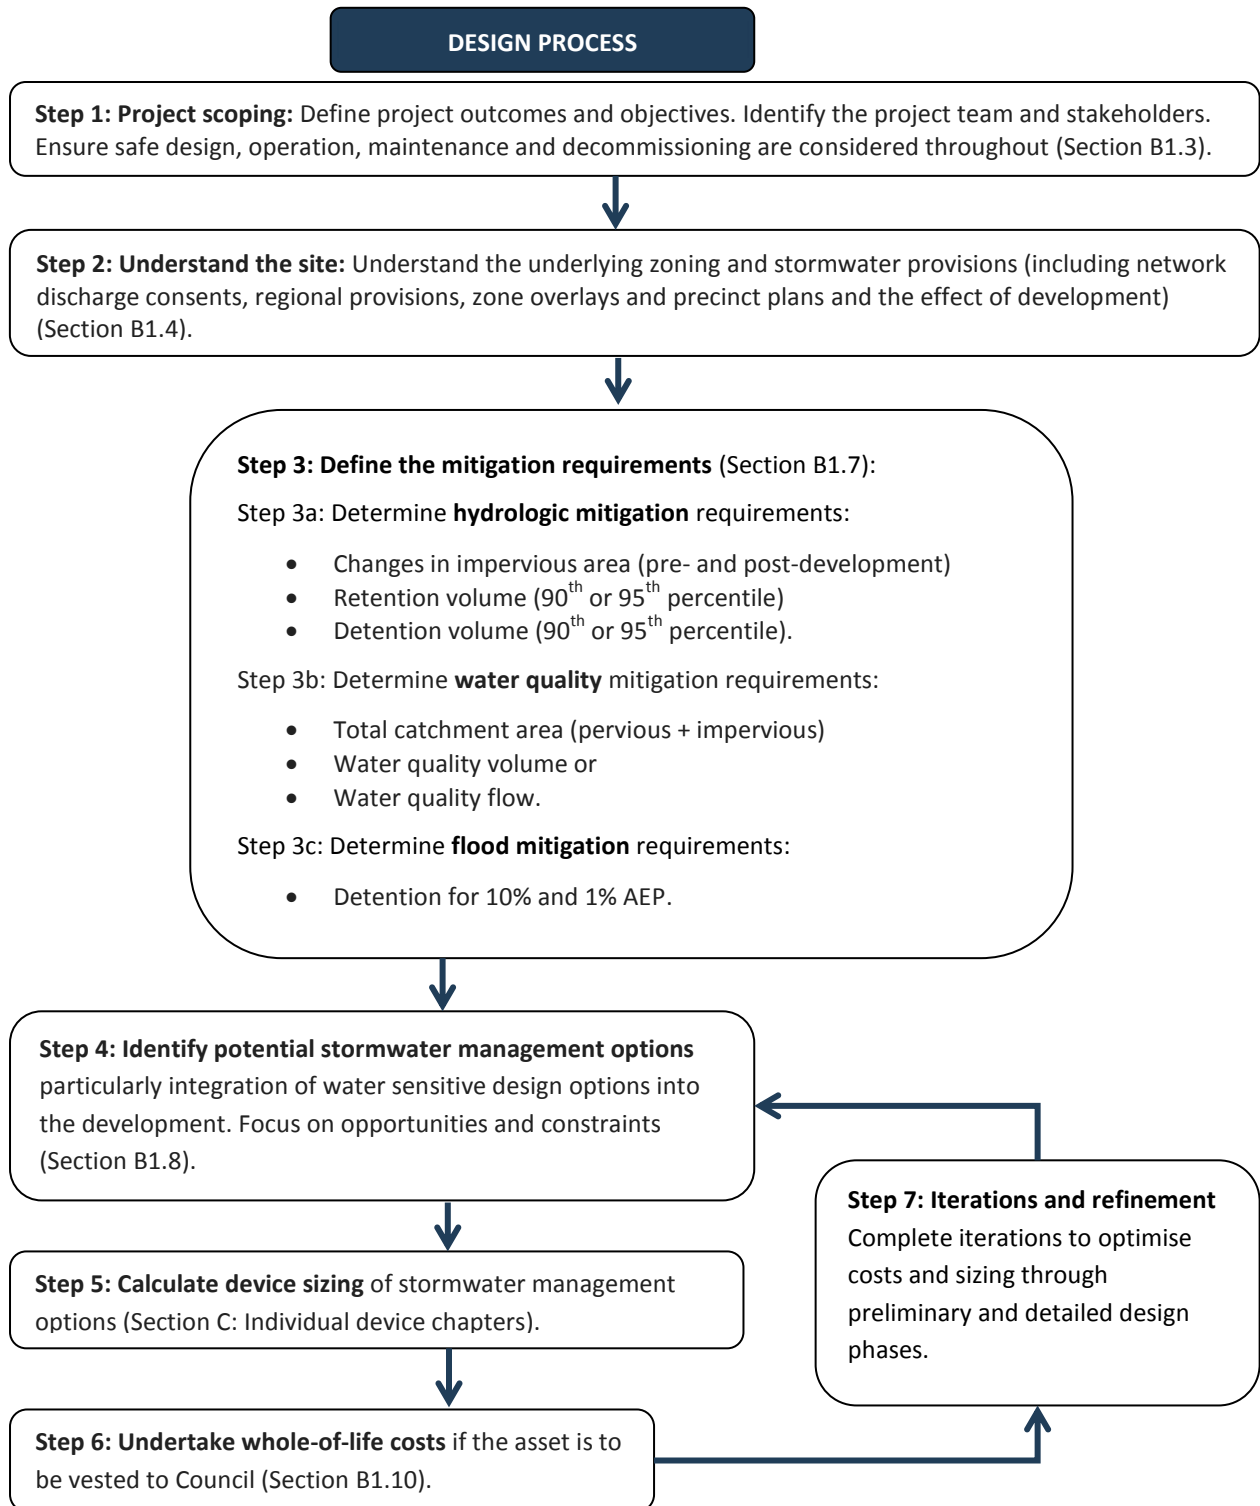 DESIGN PROCESS
Step 1: Project scoping: Define project outcomes and objectives. Identify the project team and stakeholders.
Ensure safe design, operation, maintenance and decommissioning are considered throughout (Section B1.3).
Step 2: Understand the site: Understand the underlying zoning and stormwater provisions (including network
discharge consents, regional provisions, zone overlays and precinct plans and the effect of development)
(Section B1.4).
Step 3: Define the mitigation requirements (Section B1.7):
Step 3a: Determine hydrologic mitigation requirements:
• Changes in impervious area (pre- and post-development)
• Retention volume (90th or 95th percentile)
• Detention volume (90th or 95th percentile).
Step 3b: Determine water quality mitigation requirements:
• Total catchment area (pervious + impervious)
• Water quality volume or
• Water quality flow.
Step 3c: Determine flood mitigation requirements:
• Detention for 10% and 1% AEP.
Step 4: Identify potential stormwater management options
particularly integration of water sensitive design options into
the development. Focus on opportunities and constraints
(Section B1.8).
Step 5: Calculate device sizing of stormwater management
options (Section C: Individual device chapters).
Step 6: Undertake whole-of-life costs if the asset is to
be vested to Council (Section B1.10).
Step 7: Iterations and refinement
Complete iterations to optimise
costs and sizing through
preliminary and detailed design
phases.